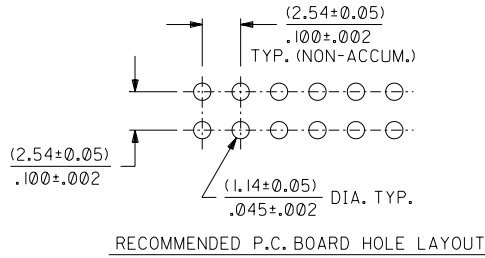 (2.54±0.05)
.100±.002
TYP. (NON-ACCUM.)
(2.54±0.05)
.100±.002
(1.14±0.05)
.045±.002
DIA. TYP.
RECOMMENDED P.C. BOARD HOLE LAYOUT